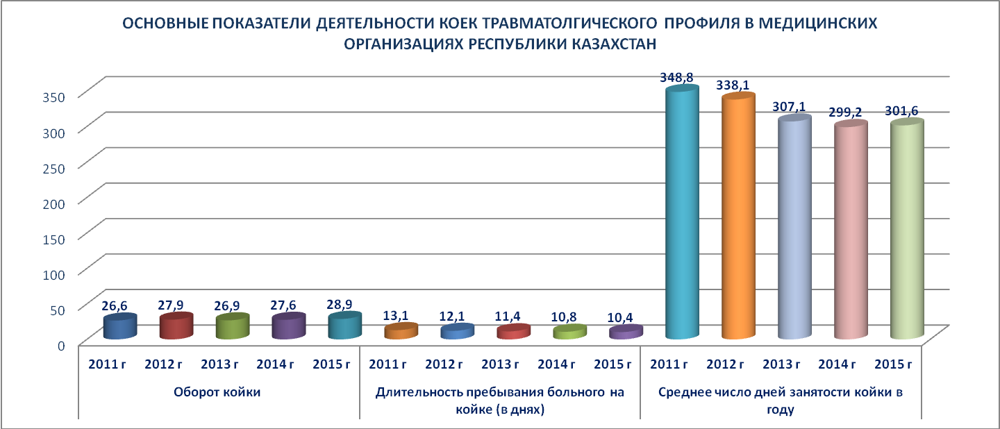 ОСНОВНЫЕ ПОКАЗАТЕЛИ ДЕЯТЕЛЬНОСТИ КОЕК ТРАВМАТОЛГИЧЕСКОГО ПРОФИЛЯ В МЕДИЦИНСКИХ
ОРГАНИЗАЦИЯХ РЕСПУБЛИКИ КАЗАХСТАН
350
300
250
200
150
100
50
0
26,6 27,9 26,9 27,6 28,9 13,1 12,1 11,4 10,8 10,4 348,8 338,1 307,1 299,2 301,6
2011 г 2012 г 2013 г 2014 г 2015 г 2011 г 2012 г 2013 г 2014 г 2015 г 2011 г 2012 г 2013 г 2014 г 2015 г
Оборот койки
Длительность пребывания больного на
койке (в днях)
Среднее число дней занятости койки в
году